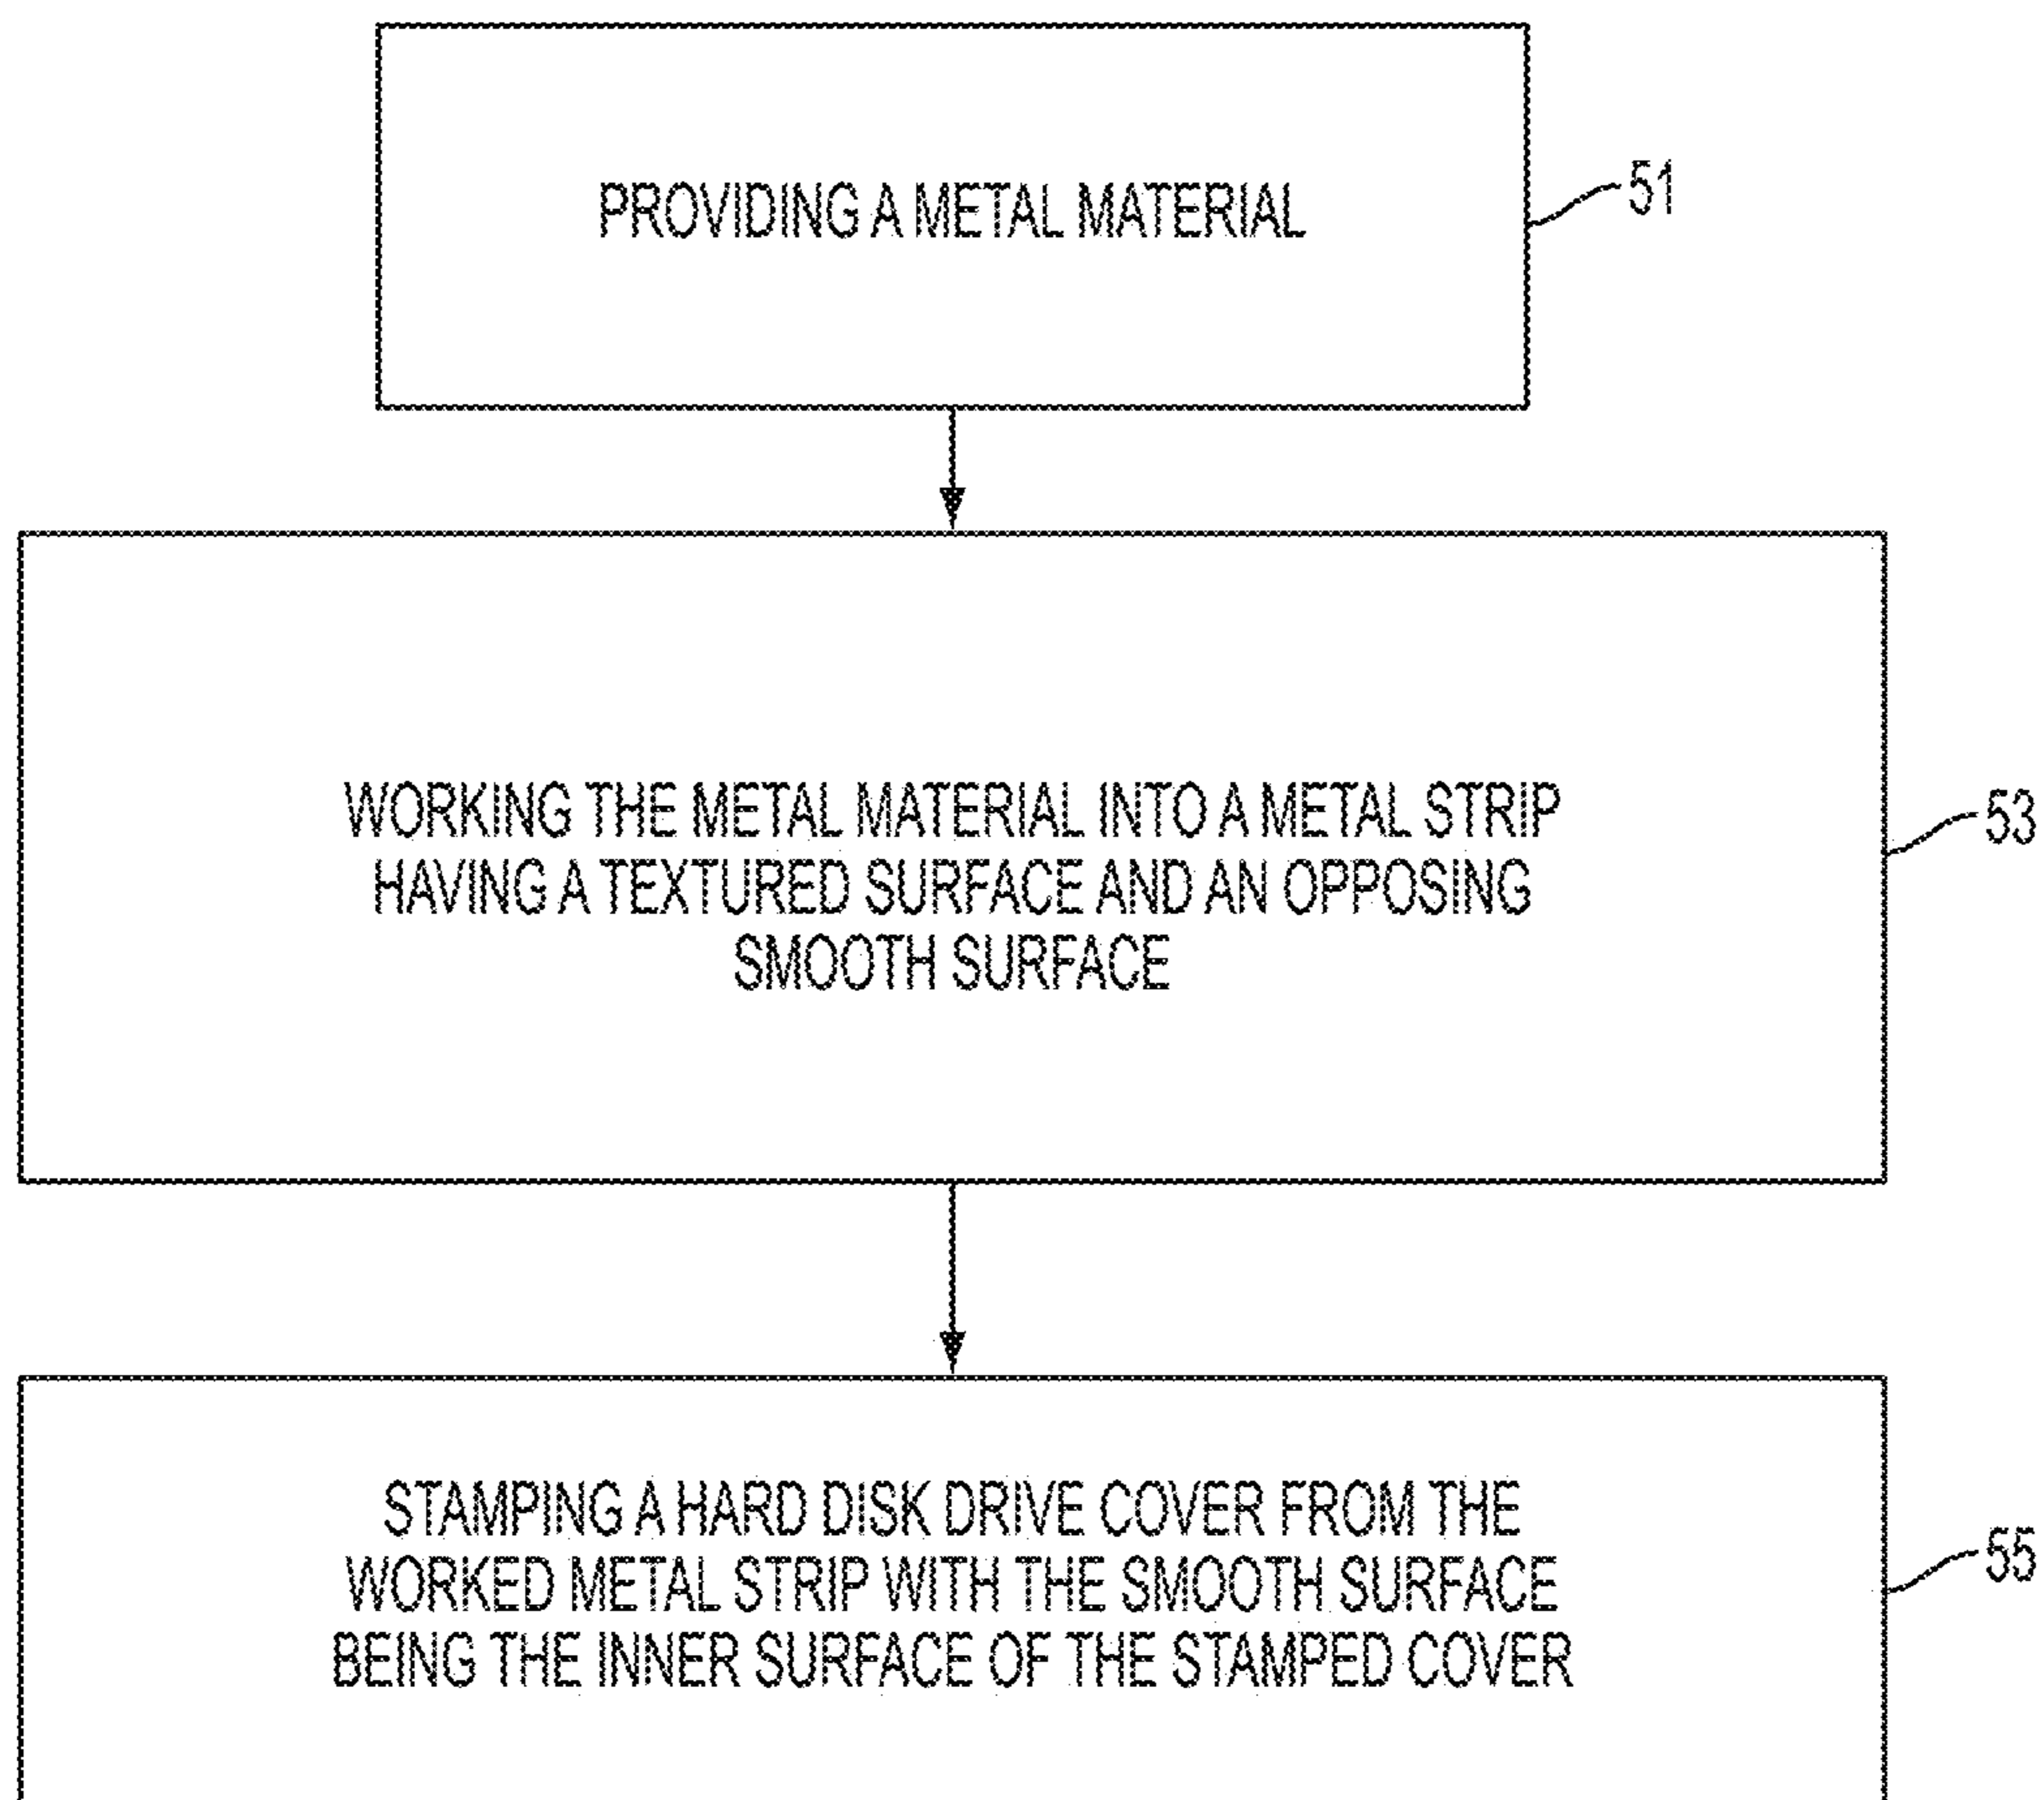 PROVIDING A METAL MATERIAL
51
WORKING THE METAL MATERIAL INTO A METAL STRIP
HAVING A TEXTURED SURFACE AND AN OPPOSING
SMOOTH SURFACE
53
STAMPING A HARD DISK DRIVE COVER FROM THE
WORKED METAL STRIP WITH THE SMOOTH SURFACE
BEING THE INNER SURFACE OF THE STAMPED COVER
55